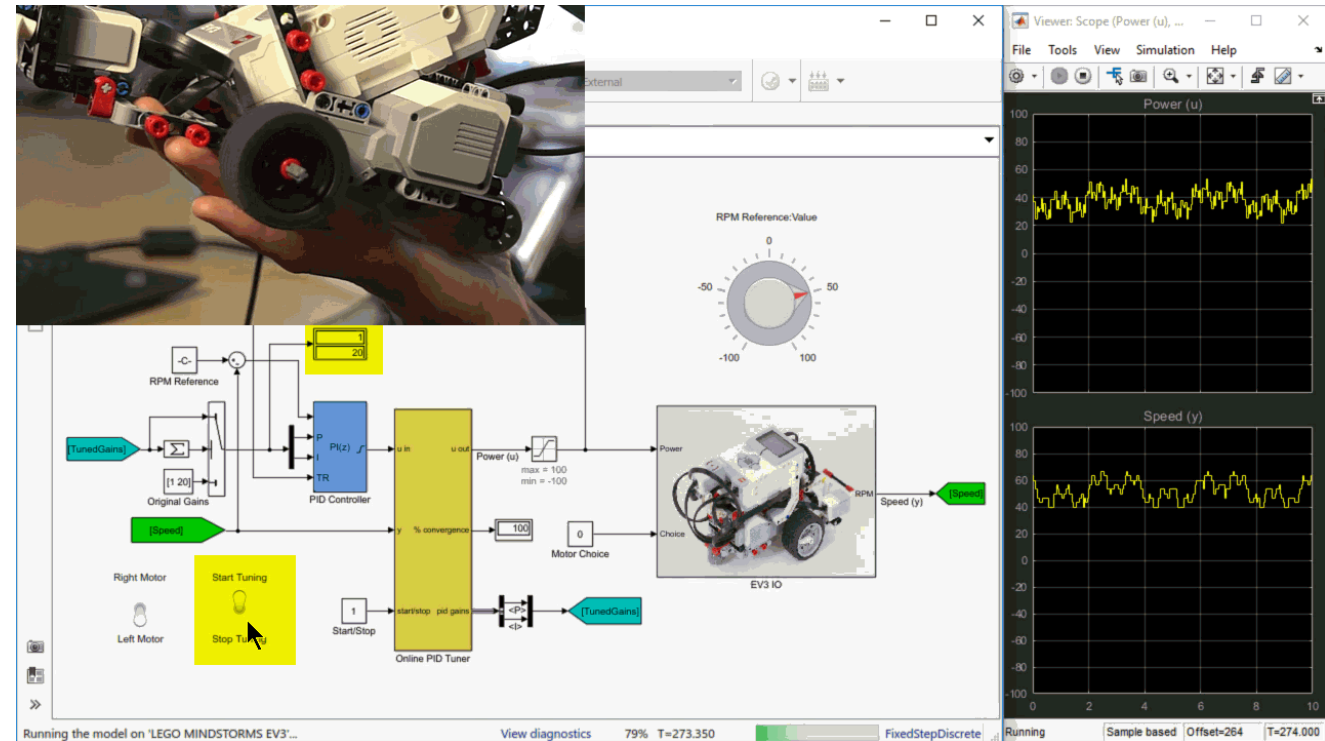 External
RPM Reference:Value
0
-50
50
-100
100
1
20
-C-
RPM Reference
[TunedGains]
Σ
[1 20]
Original Gains
P
I
TR
PI(z)
PID Controller
[Speed]
u in
u out
y
% convergence
start/stop
pid gains
Online PID Tuner
Power (u)
max = 100
min = -100
100
0
Motor Choice
Power
Choice
RPM
EV3 IO
Speed (y)
[Speed]
Right Motor
Left Motor
Start Tuning
Stop Tuning
1
Start/Stop
<P>
<I>
[TunedGains]
Running the model on 'LEGO MINDSTORMS EV3'...
View diagnostics
79%
T=273.350
FixedStepDiscrete
Viewer: Scope (Power (u), ...
File Tools View Simulation Help
Power (u)
100
80
60
40
20
0
-20
-40
-60
-80
-100
Speed (y)
100
80
60
40
20
0
-20
-40
-60
-80
-100
0 2 4 6 8 10
Running
Sample based
Offset=264
T=274.000